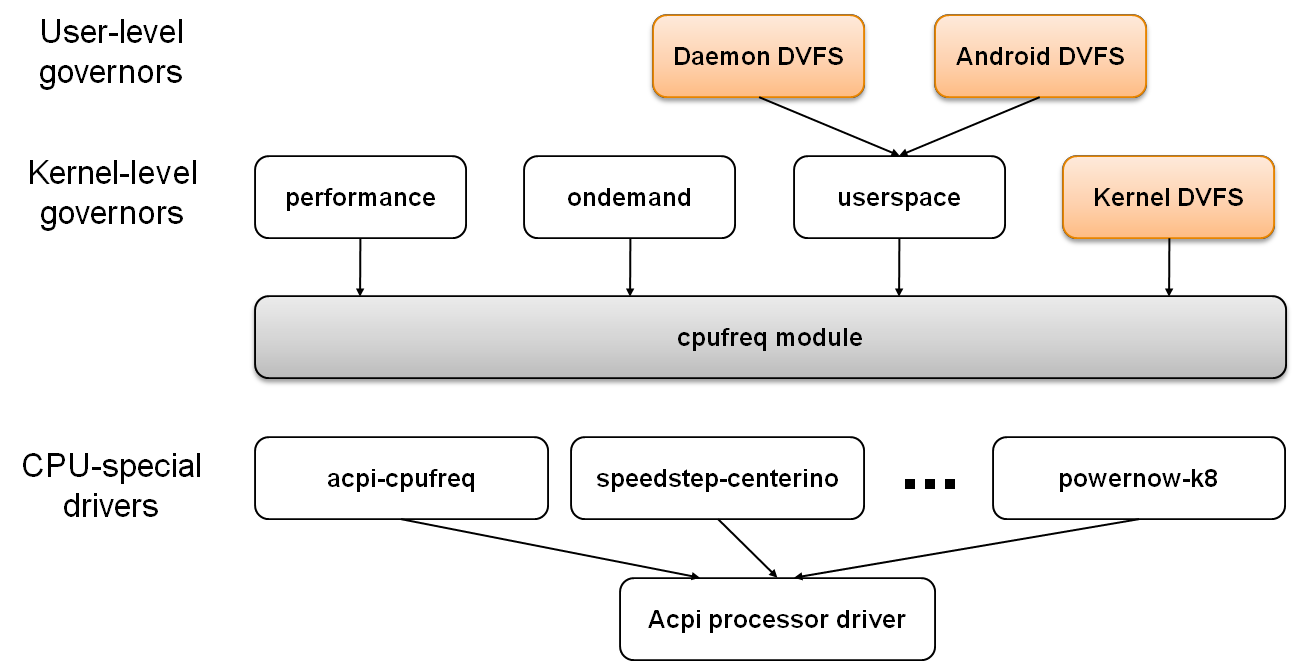 User-level
governors
Daemon DVFS
Android DVFS
Kernel-level
governors
performance
ondemand
userspace
Kernel DVFS
cpufreq module
CPU-special
drivers
acpi-cpufreq
speedstep-centerino
...
powernow-k8
Acpi processor driver